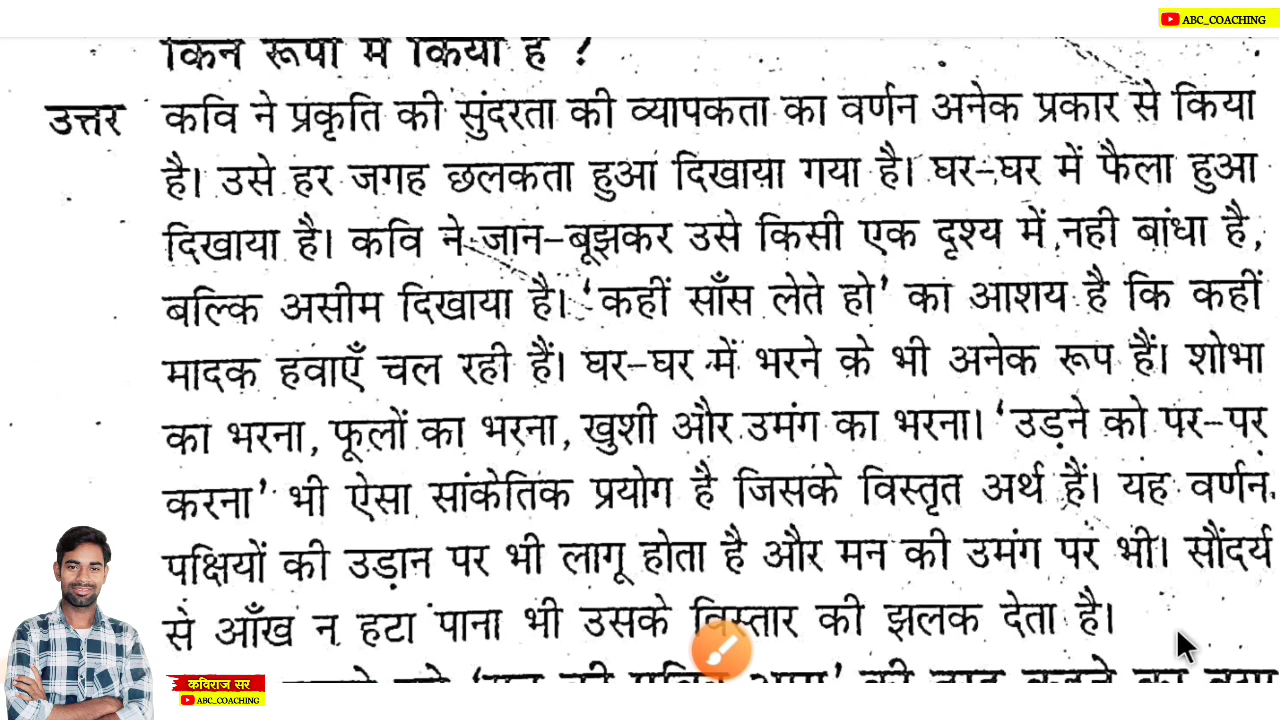 ABC_COACHING
किन रूपों में किया है ?
उत्तर कवि ने प्रकृति की सुंदरता की व्यापकता का वर्णन अनेक प्रकार से किया
है। उसे हर जगह छलकता हुआ दिखाया गया है। घर-घर में फैला हुआ
दिखाया है। कवि ने जान-बूझकर उसे किसी एक दृश्य में नही बांधा है,
बल्कि असीम दिखाया है। 'कहीं साँस लेते हो' का आशय है कि कहीं
मादक हवाएँ चल रही हैं। घर-घर में भरने के भी अनेक रूप हैं। शोभा
का भरना, फूलों का भरना, खुशी और उमंग का भरना। 'उड़ने को पर-पर
करना' भी ऐसा सांकेतिक प्रयोग है जिसके विस्तृत अर्थ हैं। यह वर्णन
पक्षियों की उड़ान पर भी लागू होता है और मन की उमंग पर भी। सौंदर्य
से आँख न हटा पाना भी उसके विस्तार की झलक देता है।
कविराज सर
ABC_COACHING